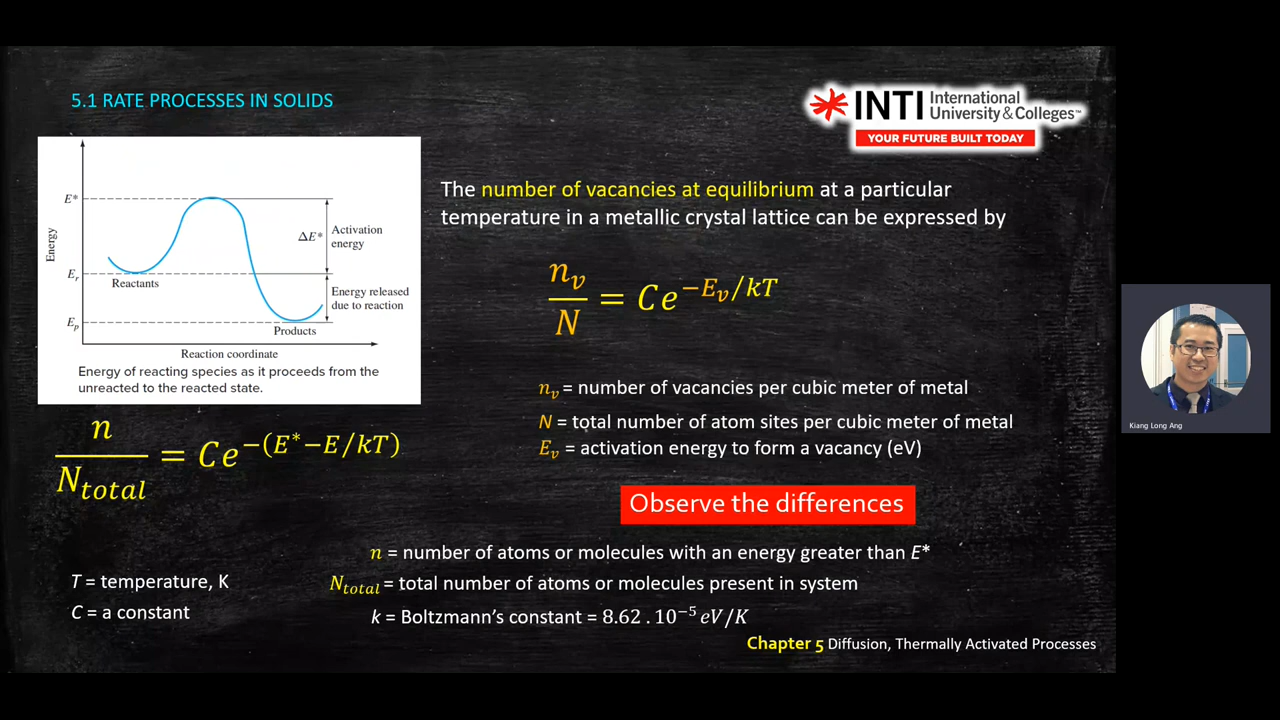 5.1 RATE PROCESSES IN SOLIDS
INTI International
University & Colleges™
YOUR FUTURE BUILT TODAY
E*
ΔE*
Activation
energy
Energy
E_r
Reactants
Energy released
due to reaction
E_p
Products
Reaction coordinate
Energy of reacting species as it proceeds from the
unreacted to the reacted state.
n/N_total = Ce^−(E*−E/kT)
The number of vacancies at equilibrium at a particular
temperature in a metallic crystal lattice can be expressed by
n_v/N = Ce^−E_v/kT
n_v = number of vacancies per cubic meter of metal
N = total number of atom sites per cubic meter of metal
E_v = activation energy to form a vacancy (eV)
Observe the differences
n = number of atoms or molecules with an energy greater than E*
T = temperature, K
N_total = total number of atoms or molecules present in system
C = a constant
k = Boltzmann's constant = 8.62 . 10^−5 eV/K
Chapter 5 Diffusion, Thermally Activated Processes
Kiang Long Ang